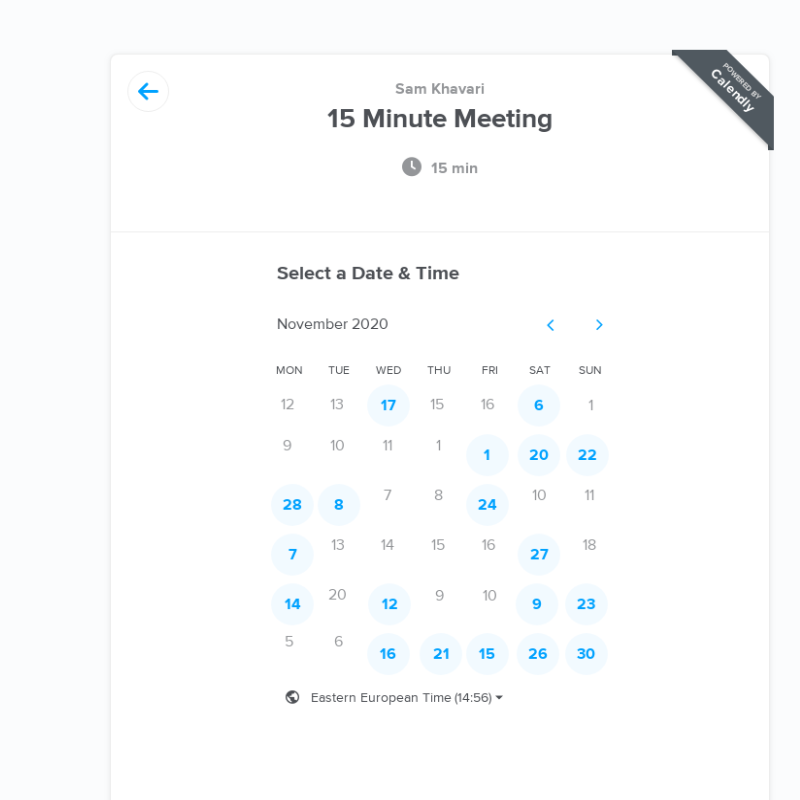 POWERED BY
Calendly
Sam Khavari
15 Minute Meeting
15 min
Select a Date & Time
November 2020
MON TUE WED THU FRI SAT SUN
12 13 17 15 16 6 1
9 10 11 1 1 20 22
28 8 7 8 24 10 11
7 13 14 15 16 27 18
14 20 12 9 10 9 23
5 6 16 21 15 26 30
Eastern European Time (14:56)